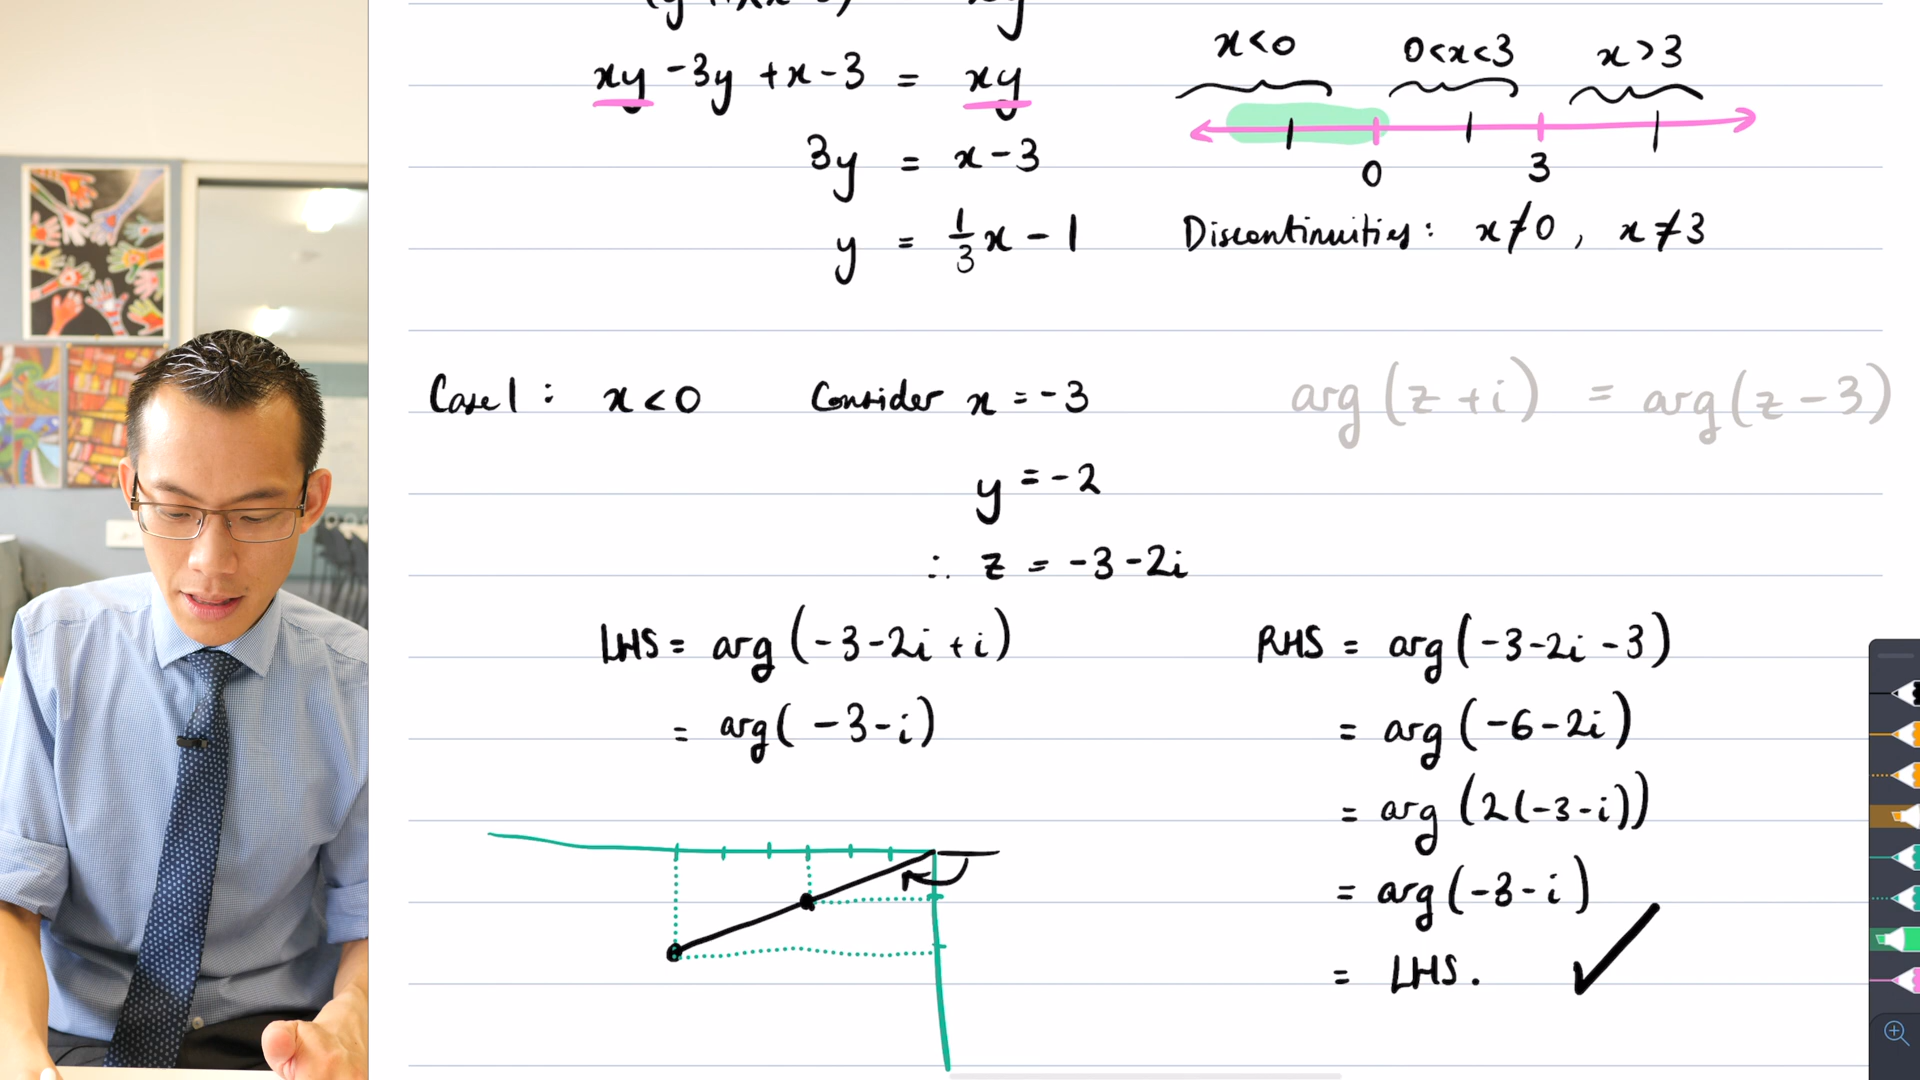 xy - 3y + x - 3 = xy
3y = x - 3
y = 1/3 x - 1
x < 0
0 < x < 3
x > 3
0
3
Discontinuities: x ≠ 0, x ≠ 3
Case 1: x < 0 Consider x = -3
arg(z + i) = arg(z - 3)
y = -2
∴ z = -3 - 2i
LHS = arg(-3 - 2i + i)
= arg(-3 - i)
RHS = arg(-3 - 2i - 3)
= arg(-6 - 2i)
= arg(2(-3 - i))
= arg(-3 - i)
= LHS.